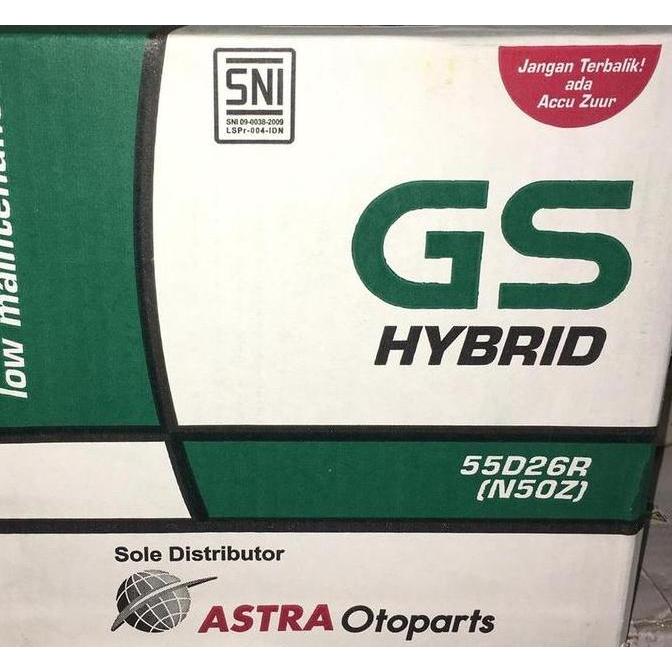 SNI
SNI 09-0038-2009
LSPr-004-IDN
Jangan Terbalik!
ada
Accu Zuur
low maintenance
GS
HYBRID
55D26R
(N50Z)
Sole Distributor
ASTRA Otoparts